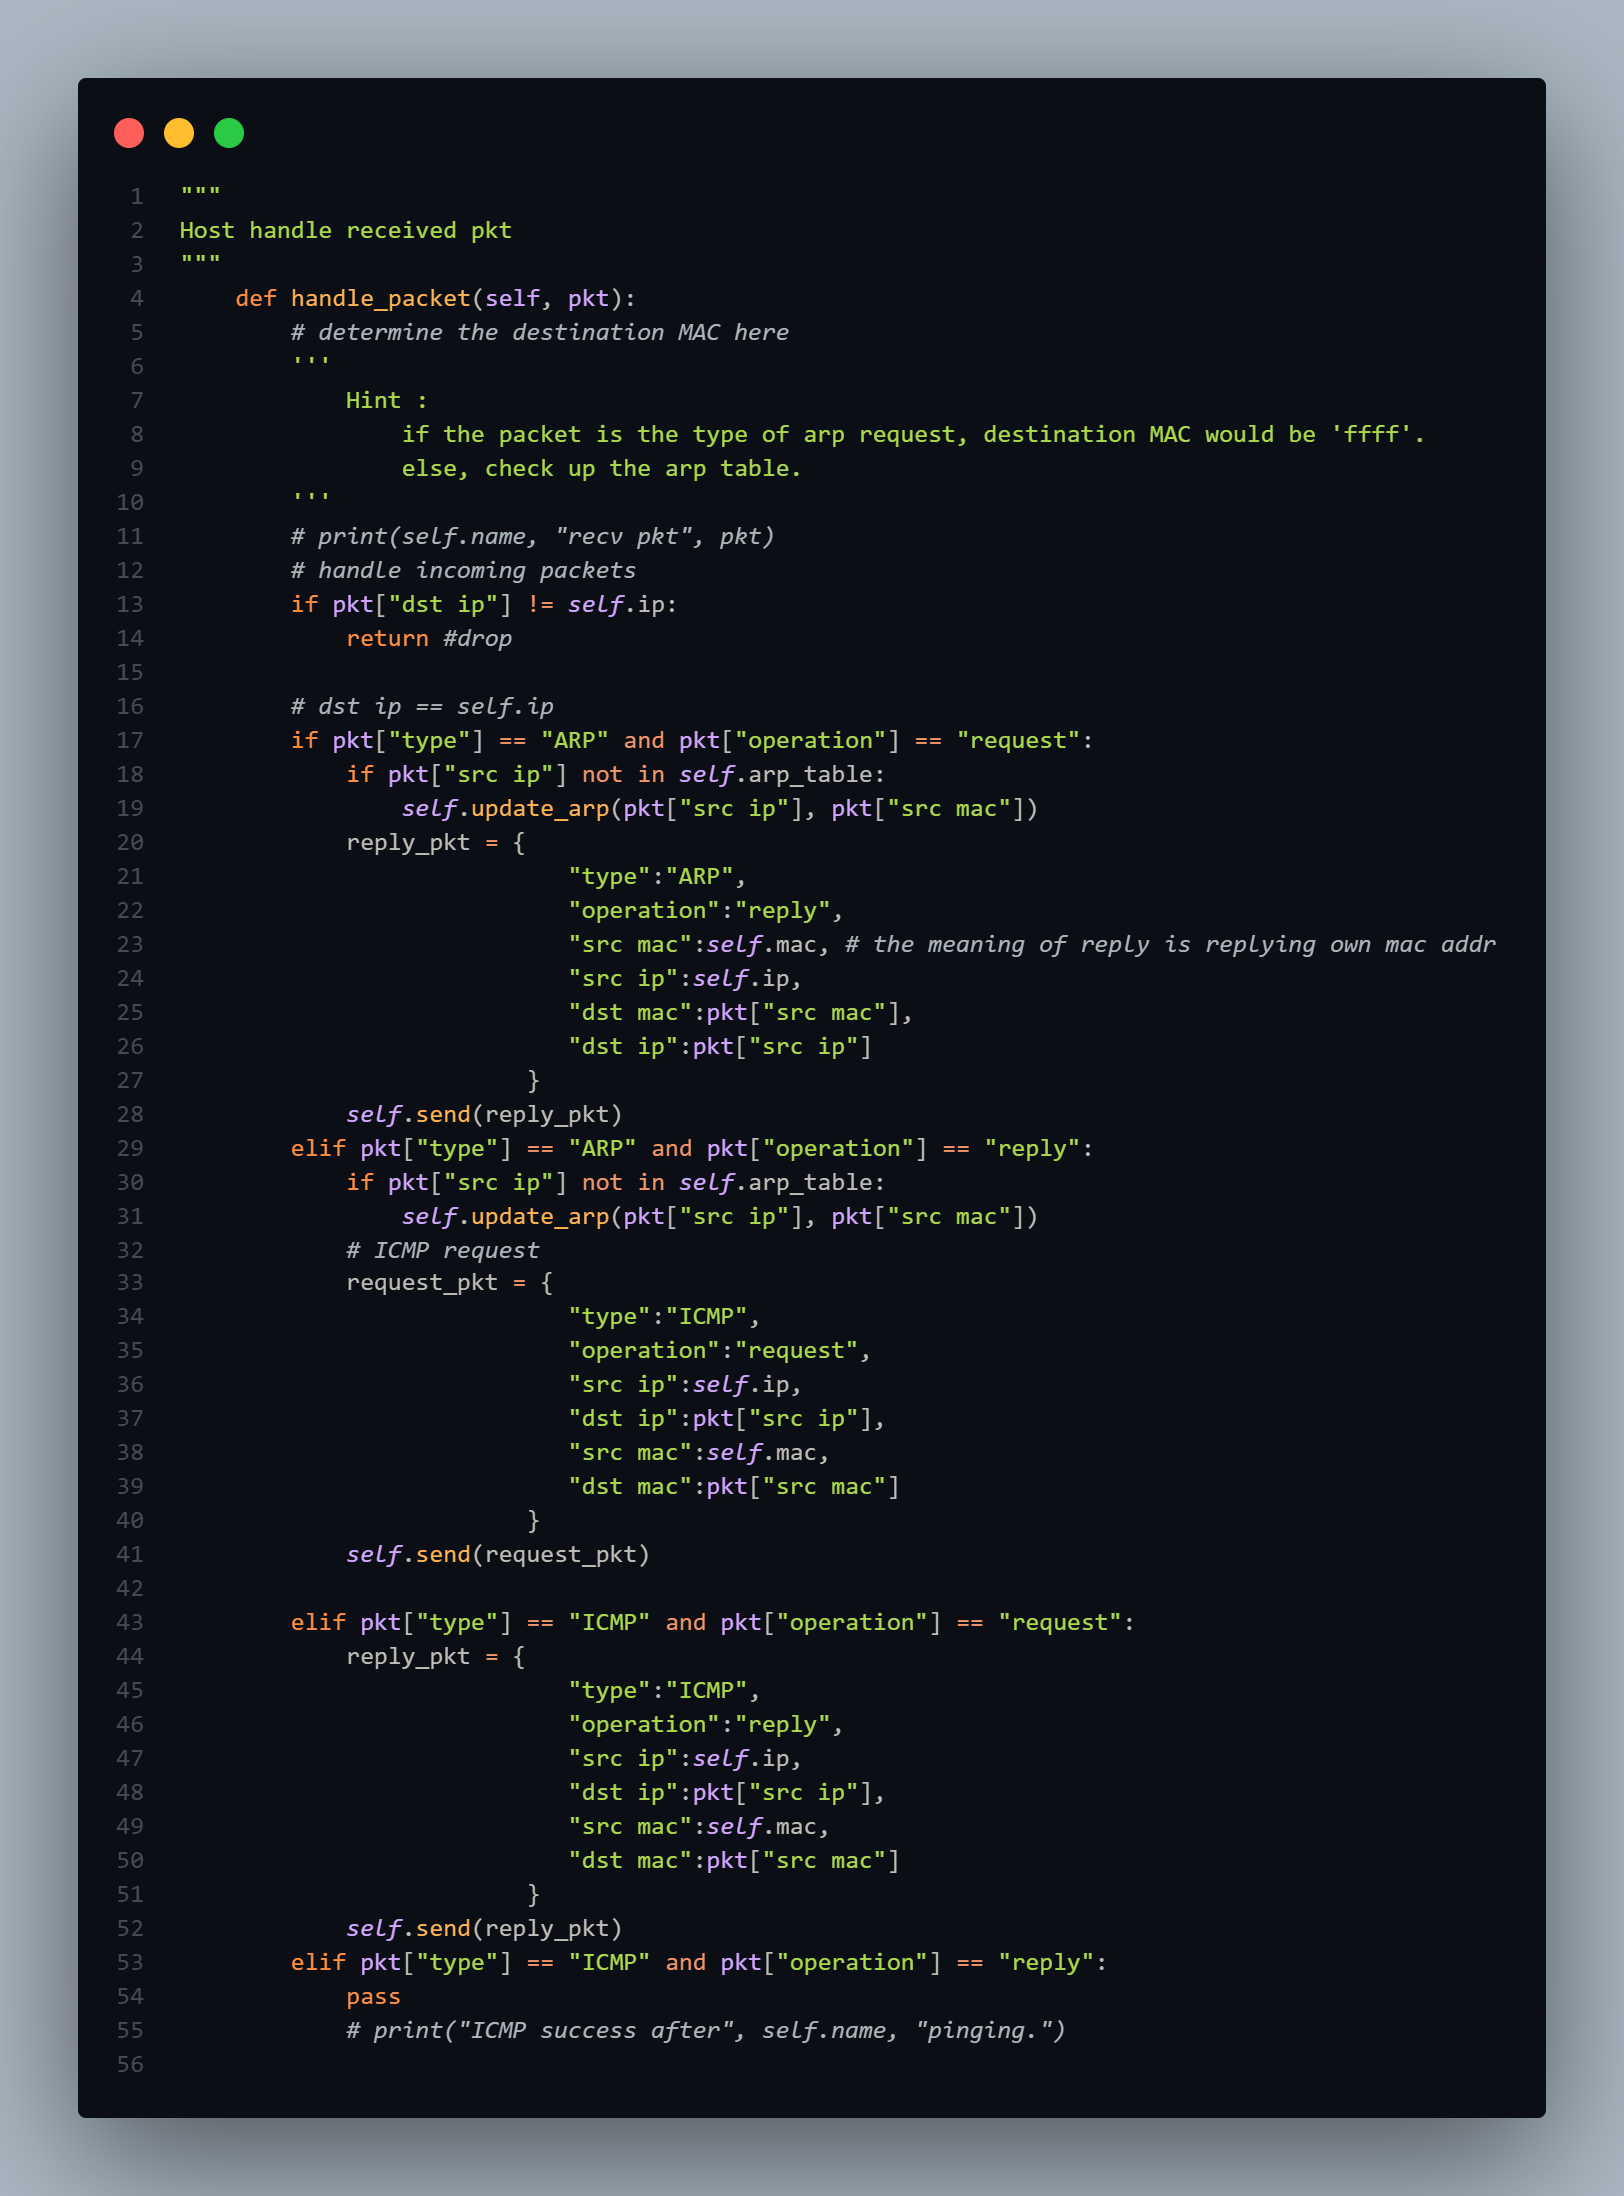 1 """
2 Host handle received pkt
3 """
4     def handle_packet(self, pkt):
5         # determine the destination MAC here
6         '''
7             Hint :
8                 if the packet is the type of arp request, destination MAC would be 'ffff'.
9                 else, check up the arp table.
10         '''
11         # print(self.name, "recv pkt", pkt)
12         # handle incoming packets
13         if pkt["dst ip"] != self.ip:
14             return #drop
15
16         # dst ip == self.ip
17         if pkt["type"] == "ARP" and pkt["operation"] == "request":
18             if pkt["src ip"] not in self.arp_table:
19                 self.update_arp(pkt["src ip"], pkt["src mac"])
20             reply_pkt = {
21                             "type":"ARP",
22                             "operation":"reply",
23                             "src mac":self.mac, # the meaning of reply is replying own mac addr
24                             "src ip":self.ip,
25                             "dst mac":pkt["src mac"],
26                             "dst ip":pkt["src ip"]
27                          }
28             self.send(reply_pkt)
29         elif pkt["type"] == "ARP" and pkt["operation"] == "reply":
30             if pkt["src ip"] not in self.arp_table:
31                 self.update_arp(pkt["src ip"], pkt["src mac"])
32             # ICMP request
33             request_pkt = {
34                             "type":"ICMP",
35                             "operation":"request",
36                             "src ip":self.ip,
37                             "dst ip":pkt["src ip"],
38                             "src mac":self.mac,
39                             "dst mac":pkt["src mac"]
40                          }
41             self.send(request_pkt)
42
43         elif pkt["type"] == "ICMP" and pkt["operation"] == "request":
44             reply_pkt = {
45                             "type":"ICMP",
46                             "operation":"reply",
47                             "src ip":self.ip,
48                             "dst ip":pkt["src ip"],
49                             "src mac":self.mac,
50                             "dst mac":pkt["src mac"]
51                          }
52             self.send(reply_pkt)
53         elif pkt["type"] == "ICMP" and pkt["operation"] == "reply":
54             pass
55             # print("ICMP success after", self.name, "pinging.")
56